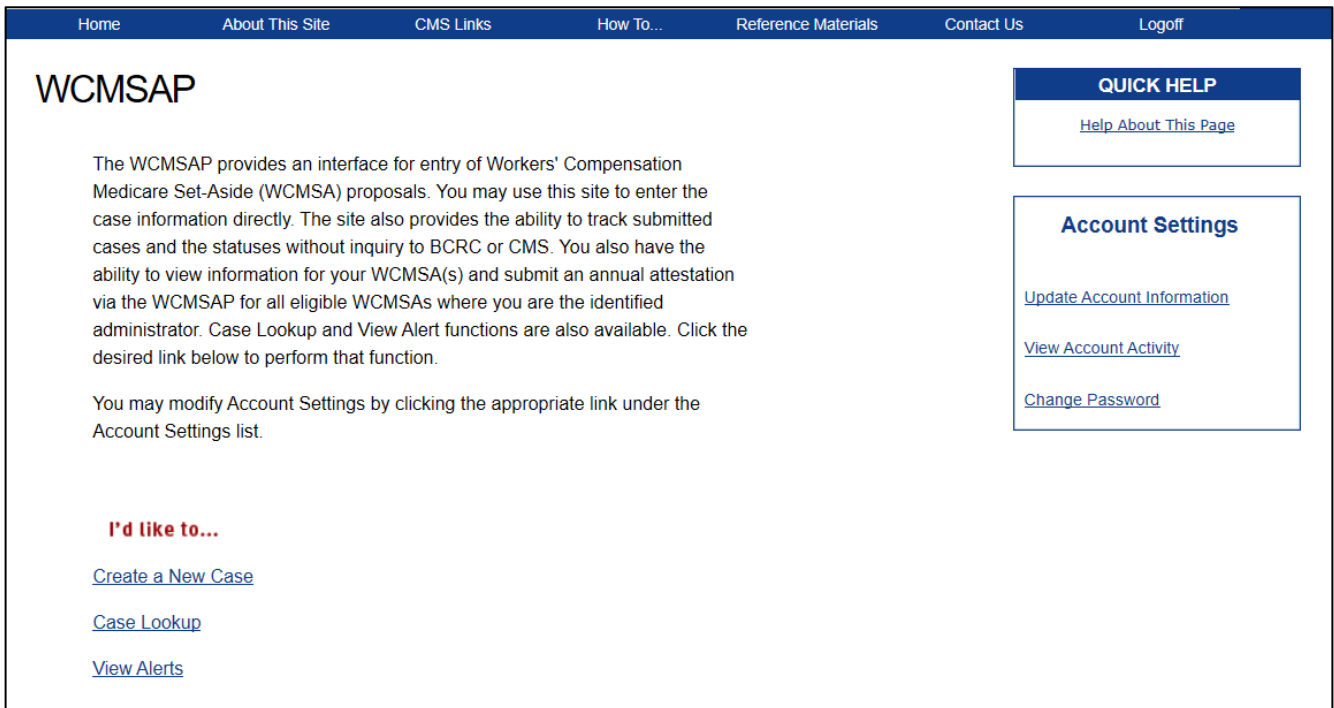 Home About This Site CMS Links How To... Reference Materials Contact Us Logoff
WCMSAP
The WCMSAP provides an interface for entry of Workers' Compensation
Medicare Set-Aside (WCMSA) proposals. You may use this site to enter the
case information directly. The site also provides the ability to track submitted
cases and the statuses without inquiry to BCRC or CMS. You also have the
ability to view information for your WCMSA(s) and submit an annual attestation
via the WCMSAP for all eligible WCMSAs where you are the identified
administrator. Case Lookup and View Alert functions are also available. Click the
desired link below to perform that function.
You may modify Account Settings by clicking the appropriate link under the
Account Settings list.
I'd like to...
Create a New Case
Case Lookup
View Alerts
QUICK HELP
Help About This Page
Account Settings
Update Account Information
View Account Activity
Change Password